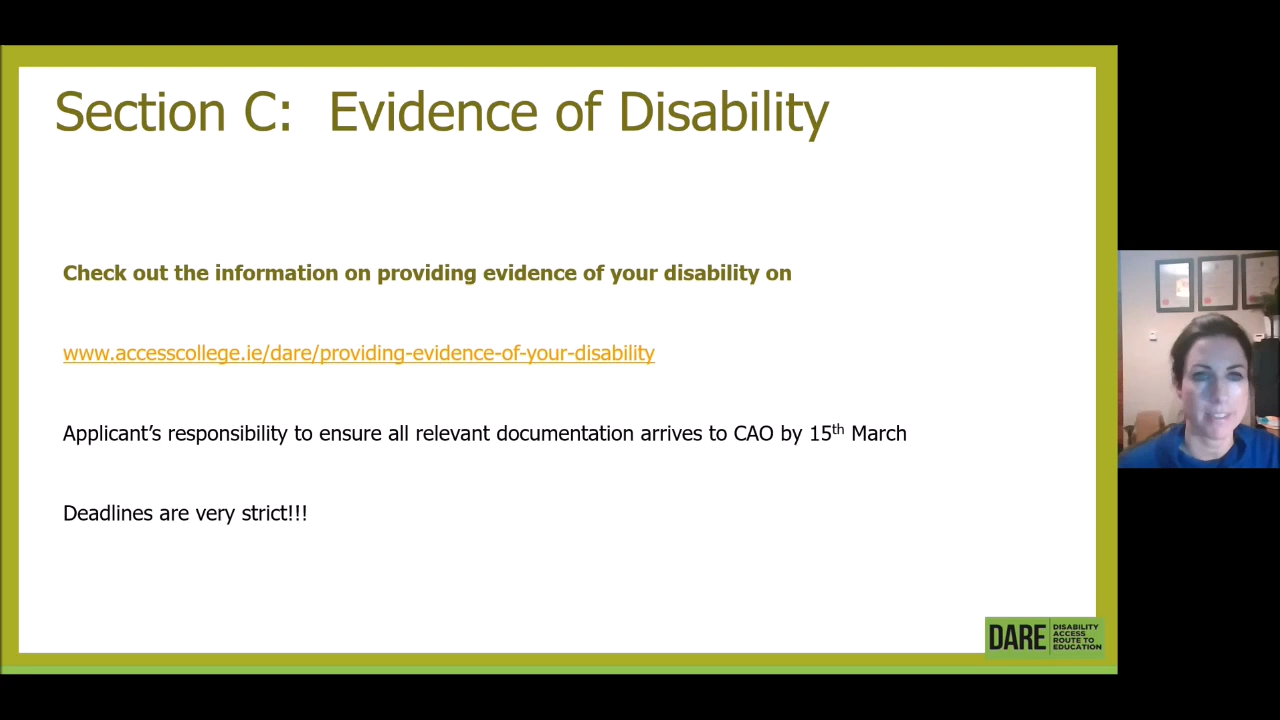 Section C:  Evidence of Disability
Check out the information on providing evidence of your disability on
www.accesscollege.ie/dare/providing-evidence-of-your-disability
Applicant’s responsibility to ensure all relevant documentation arrives to CAO by 15th March
Deadlines are very strict!!!
DARE
DISABILITY
ACCESS
ROUTE TO
EDUCATION